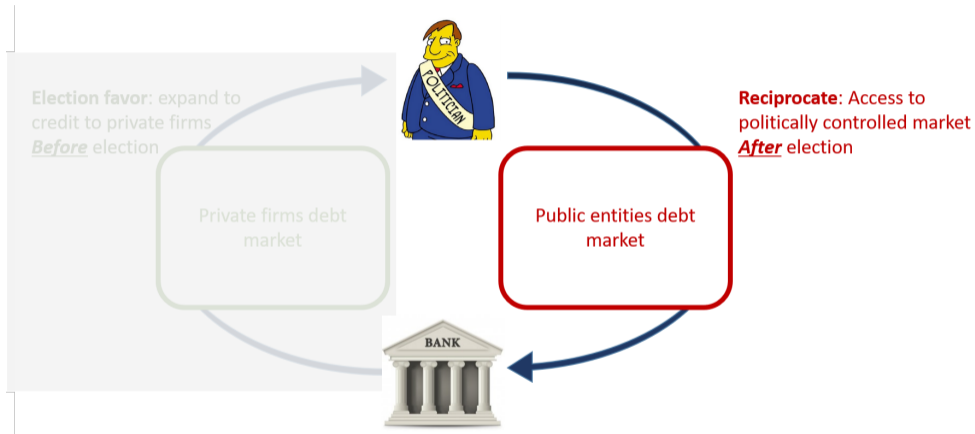 Election favor: expand to
credit to private firms
Before election
Private firms debt
market
POLITICIAN
Reciprocate: Access to
politically controlled market
After election
Public entities debt
market
BANK